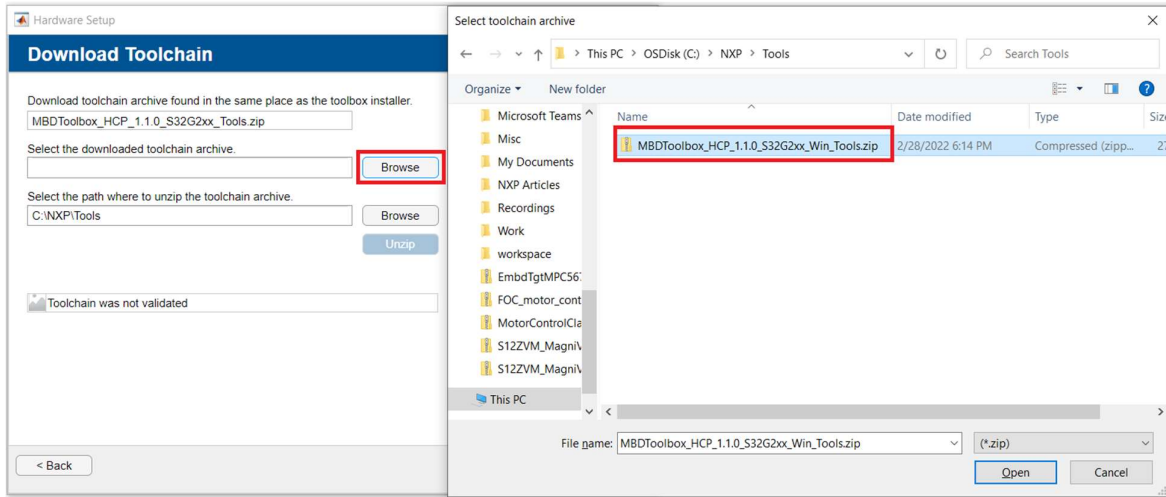 Hardware Setup
Download Toolchain
Download toolchain archive found in the same place as the toolbox installer.
MBDToolbox_HCP_1.1.0_S32G2xx_Tools.zip
Select the downloaded toolchain archive.
Browse
Select the path where to unzip the toolchain archive.
C:\NXP\Tools
Browse
Unzip
Toolchain was not validated
< Back
Select toolchain archive
This PC > OSDisk (C:) > NXP > Tools
Search Tools
Organize
New folder
Microsoft Teams
Misc
My Documents
NXP Articles
Recordings
Work
workspace
EmbdTgtMPC567
FOC_motor_cont
MotorControlCla
S12ZVM_MagniV
S12ZVM_MagniV
This PC
Name Date modified Type Size
MBDToolbox_HCP_1.1.0_S32G2xx_Win_Tools.zip 2/28/2022 6:14 PM Compressed (zipp... 27
File name: MBDToolbox_HCP_1.1.0_S32G2xx_Win_Tools.zip (*.zip)
Open Cancel